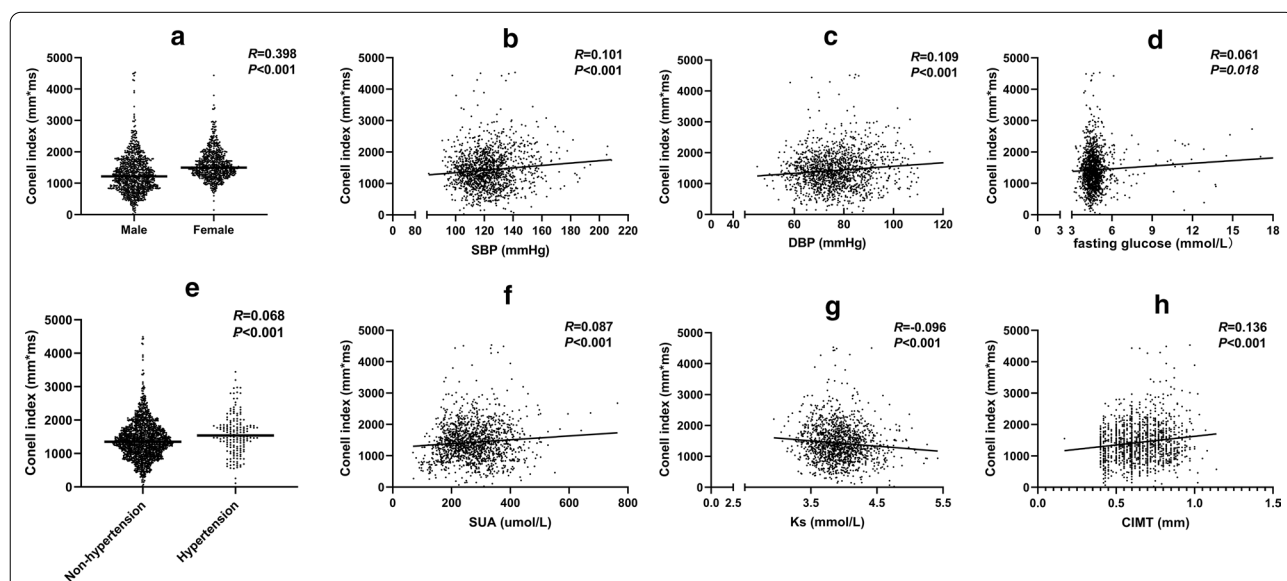 a
R=0.398
P<0.001
Conell index (mm*ms)
5000
4000
3000
2000
1000
0
Male Female
b
R=0.101
P<0.001
Conell index (mm*ms)
5000
4000
3000
2000
1000
0
0 80 100 120 140 160 180 200 220
SBP (mmHg)
c
R=0.109
P<0.001
Conell index (mm*ms)
5000
4000
3000
2000
1000
0
0 40 60 80 100 120
DBP (mmHg)
d
R=0.061
P=0.018
Conell index (mm*ms)
5000
4000
3000
2000
1000
0
0 3 3 6 9 12 15 18
fasting glucose (mmol/L)
e
R=0.068
P<0.001
Conell index (mm*ms)
5000
4000
3000
2000
1000
0
Non-hypertension Hypertension
f
R=0.087
P<0.001
Conell index (mm*ms)
5000
4000
3000
2000
1000
0
0 200 400 600 800
SUA (umol/L)
g
R=-0.096
P<0.001
Conell index (mm*ms)
5000
4000
3000
2000
1000
0
0.0 2.5 3.5 4.5 5.5
Ks (mmol/L)
h
R=0.136
P<0.001
Conell index (mm*ms)
5000
4000
3000
2000
1000
0
0.0 0.5 1.0 1.5
CIMT (mm)